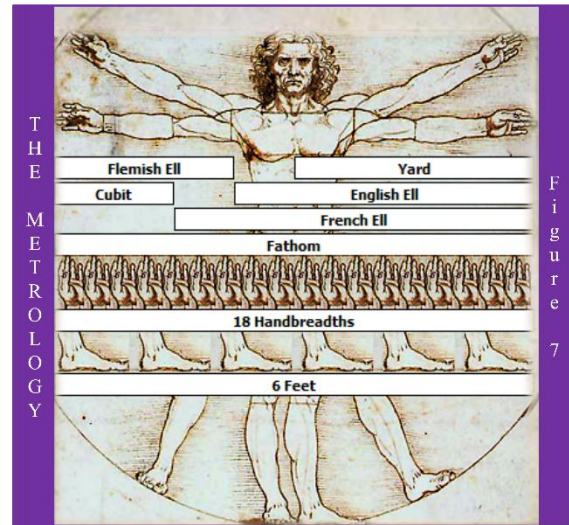 THE METROLOGY
Flemish Ell
Yard
Cubit
English Ell
French Ell
Fathom
18 Handbreadths
6 Feet
Figure 7